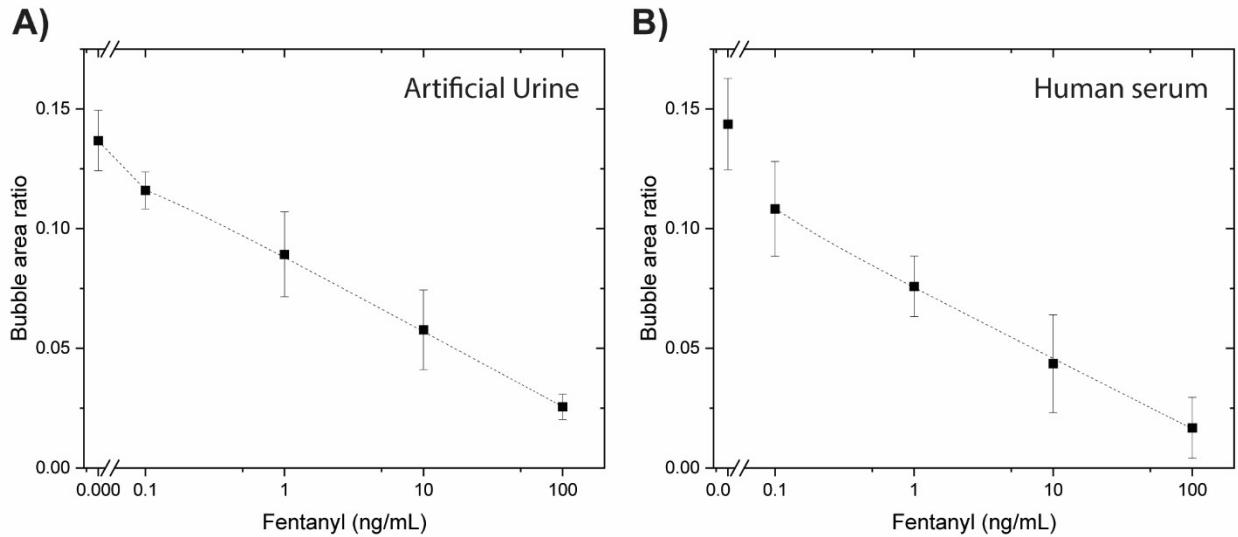 A)
Artificial Urine
Bubble area ratio
0.15
0.10
0.05
0.00
0.000 0.1 1 10 100
Fentanyl (ng/mL)
B)
Human serum
Bubble area ratio
0.15
0.10
0.05
0.00
0.0 0.1 1 10 100
Fentanyl (ng/mL)